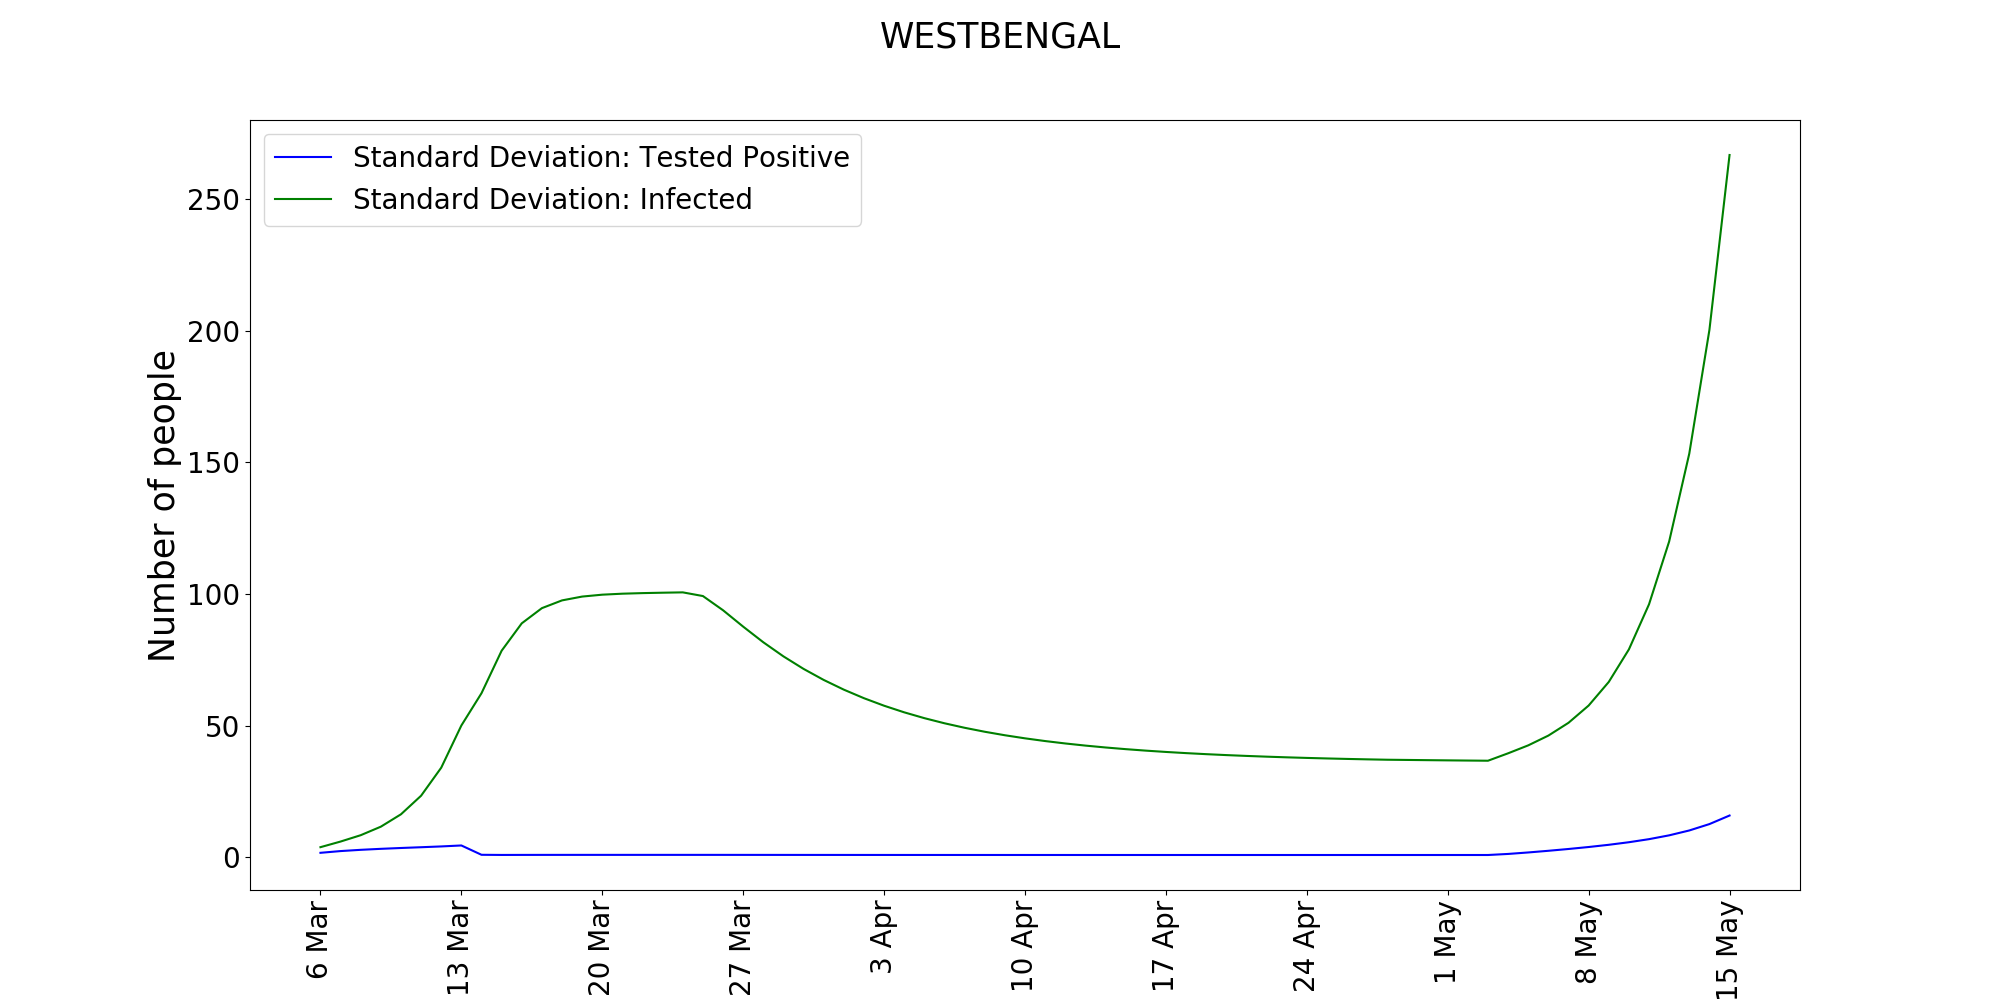 WESTBENGAL
Standard Deviation: Tested Positive
Standard Deviation: Infected
Number of people
250
200
150
100
50
0
6 Mar
13 Mar
20 Mar
27 Mar
3 Apr
10 Apr
17 Apr
24 Apr
1 May
8 May
15 May